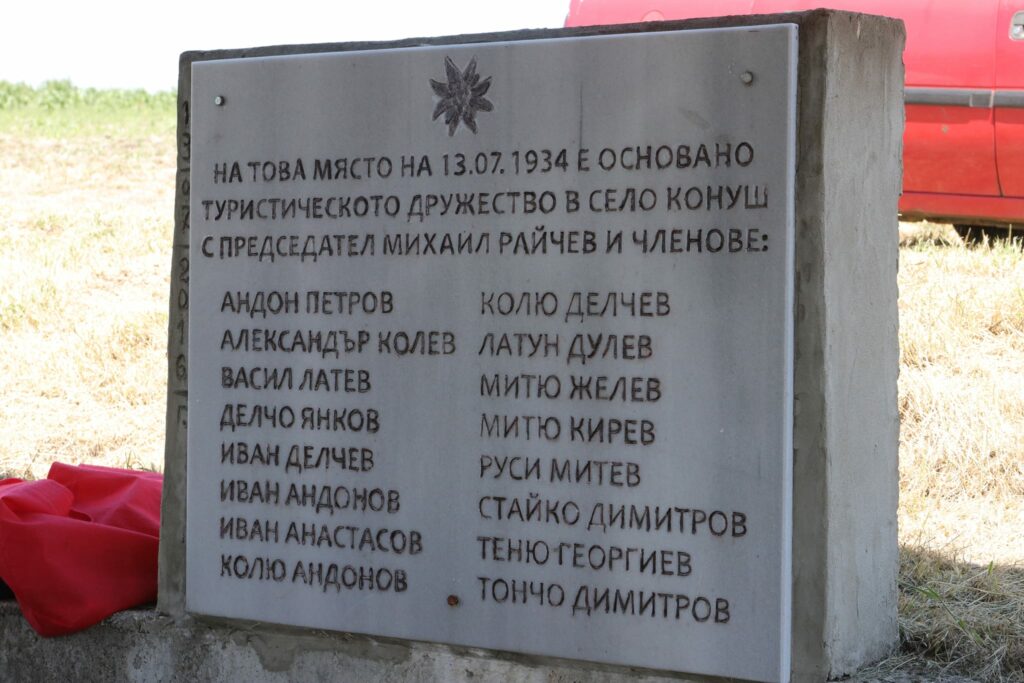 НА ТОВА МЯСТО НА 13.07.1934 Е ОСНОВАНО
ТУРИСТИЧЕСКОТО ДРУЖЕСТВО В СЕЛО КОНУШ
С ПРЕДСЕДАТЕЛ МИХАИЛ РАЙЧЕВ И ЧЛЕНОВЕ:
АНДОН ПЕТРОВ
АЛЕКСАНДЪР КОЛЕВ
ВАСИЛ ЛАТЕВ
ДЕЛЧО ЯНКОВ
ИВАН ДЕЛЧЕВ
ИВАН АНДОНОВ
ИВАН АНАСТАСОВ
КОЛЮ АНДОНОВ
КОЛЮ ДЕЛЧЕВ
ЛАТУН ДУЛЕВ
МИТЮ ЖЕЛЕВ
МИТЮ КИРЕВ
РУСИ МИТЕВ
СТАЙКО ДИМИТРОВ
ТЕНЮ ГЕОРГИЕВ
ТОНЧО ДИМИТРОВ